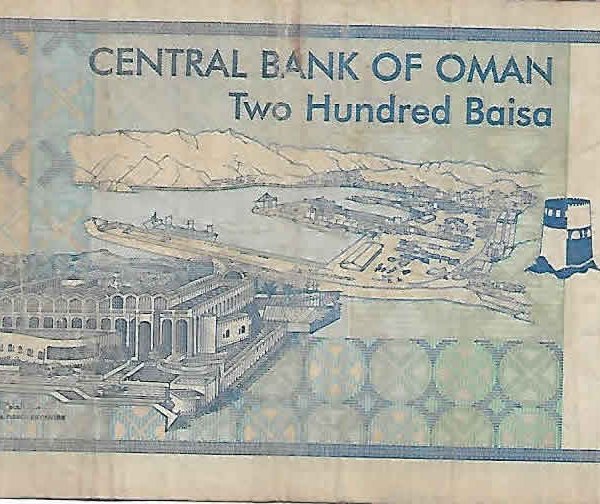 CENTRAL BANK OF OMAN
Two Hundred Baisa